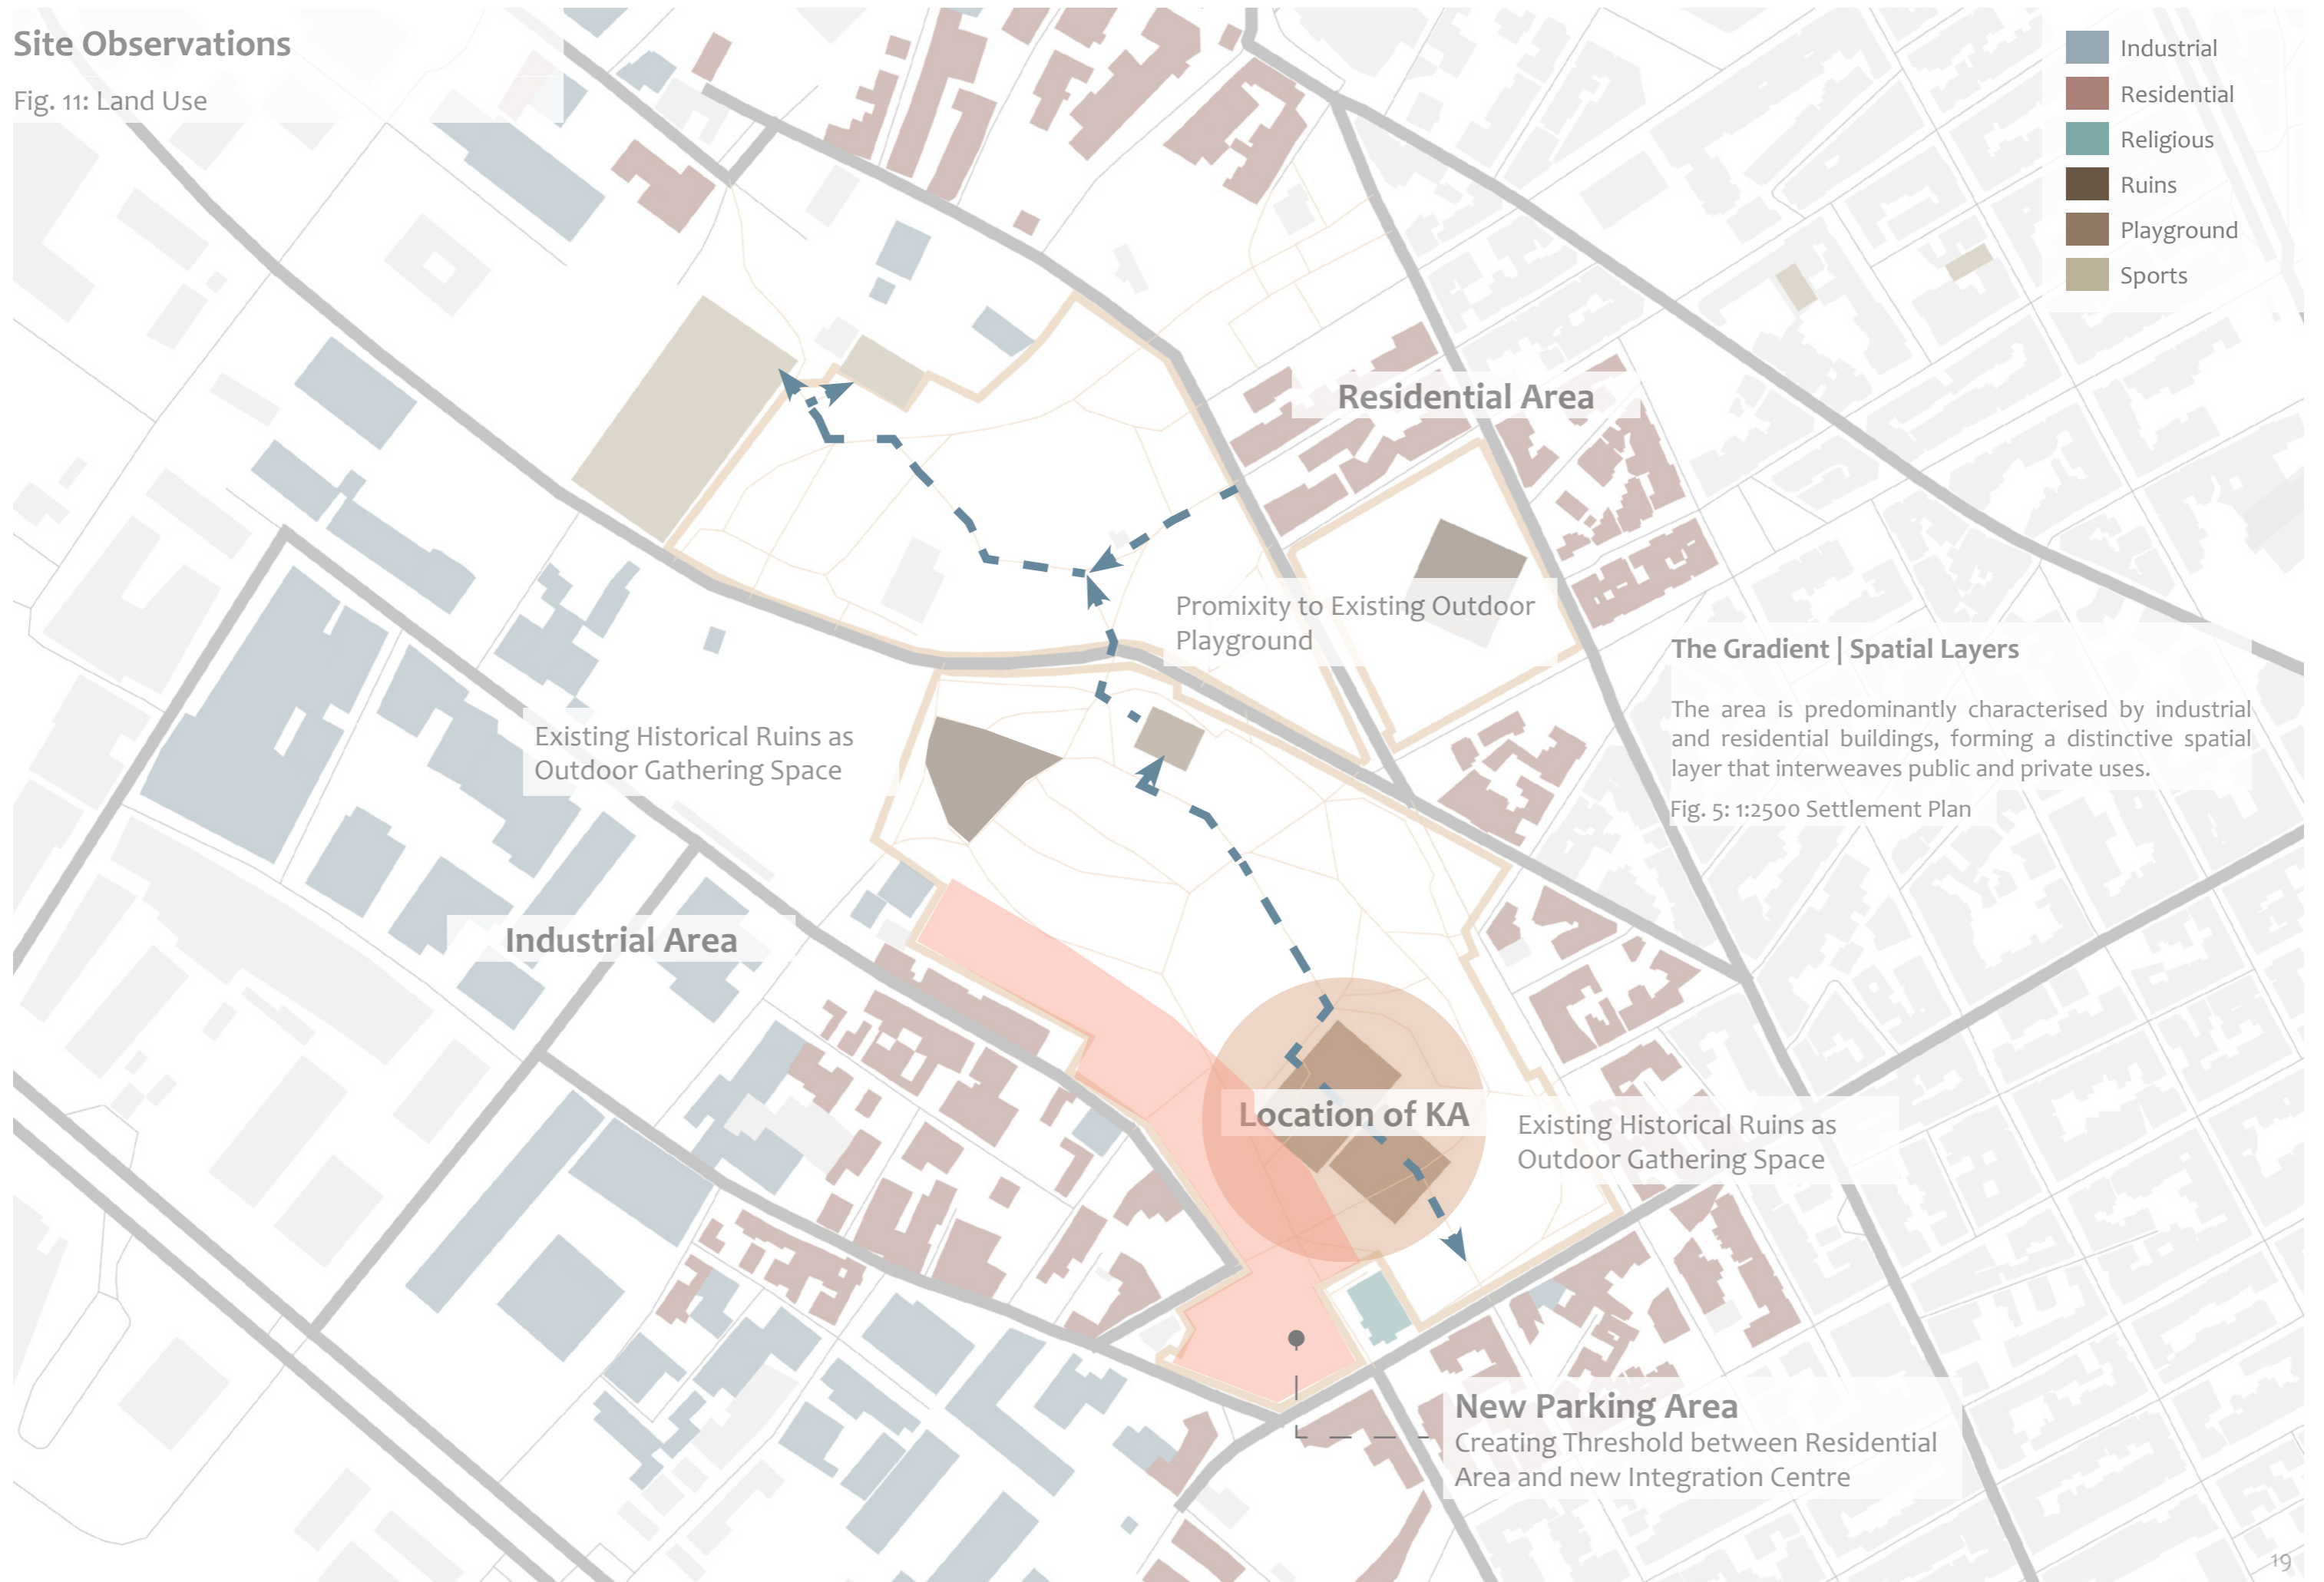 Site Observations
Fig. 11: Land Use
Industrial
Residential
Religious
Ruins
Playground
Sports
Residential Area
Promixity to Existing Outdoor
Playground
The Gradient | Spatial Layers
The area is predominantly characterised by industrial
and residential buildings, forming a distinctive spatial
layer that interweaves public and private uses.
Fig. 5: 1:2500 Settlement Plan
Existing Historical Ruins as
Outdoor Gathering Space
Industrial Area
Location of KA
Existing Historical Ruins as
Outdoor Gathering Space
New Parking Area
Creating Threshold between Residential
Area and new Integration Centre
19